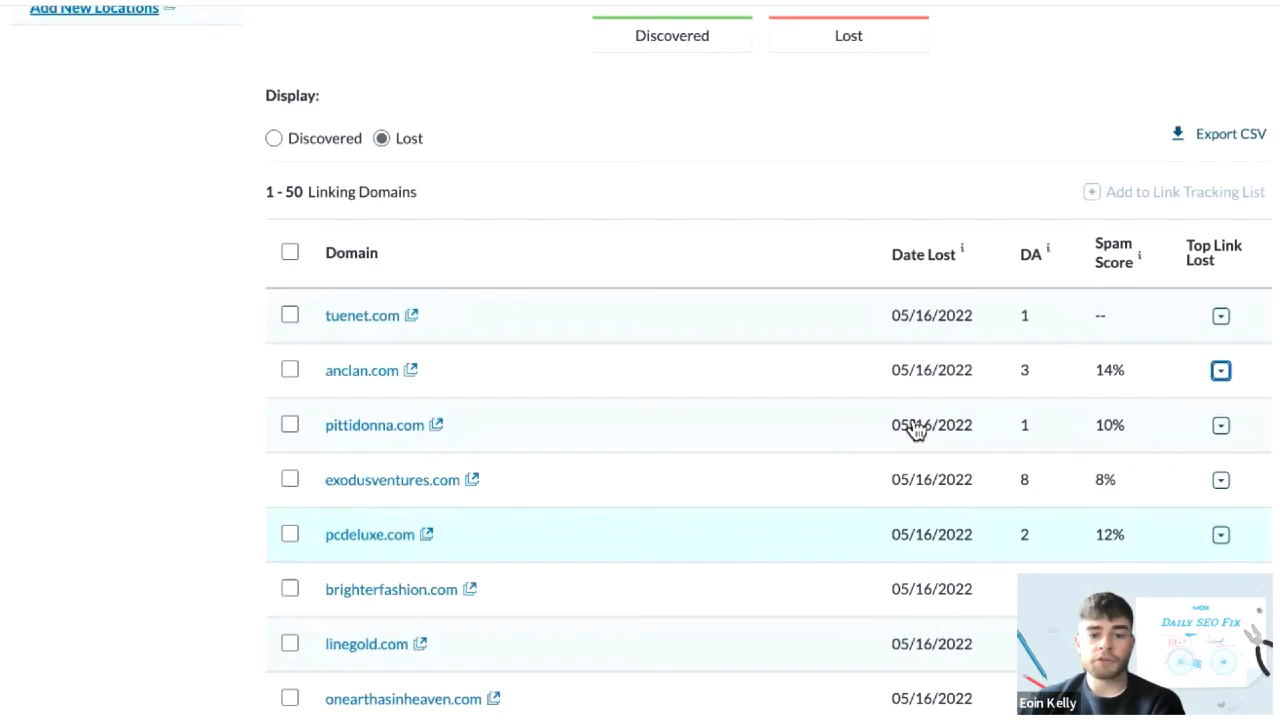 Add New Locations
Discovered Lost
Display:
Discovered Lost
Export CSV
1 - 50 Linking Domains
Add to Link Tracking List
Domain Date Lost i DA i Spam Score i Top Link Lost
tuenet.com 05/16/2022 1 --
anclan.com 05/16/2022 3 14%
pittidonna.com 05/16/2022 1 10%
exodusventures.com 05/16/2022 8 8%
pcdeluxe.com 05/16/2022 2 12%
brighterfashion.com 05/16/2022
linegold.com 05/16/2022
onearthasinheaven.com 05/16/2022
MOZ
DAILY SEO FIX
Eoin Kelly